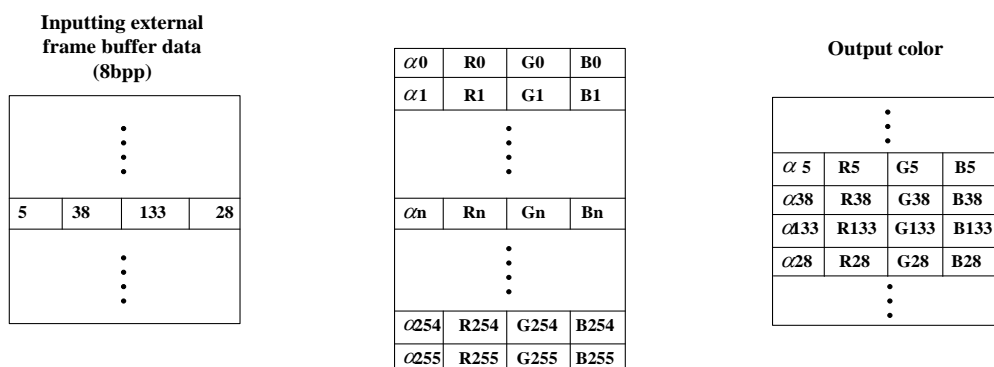 Inputting external
frame buffer data
(8bpp)
5 38 133 28
α0 R0 G0 B0
α1 R1 G1 B1
αn Rn Gn Bn
α254 R254 G254 B254
α255 R255 G255 B255
Output color
α 5 R5 G5 B5
α38 R38 G38 B38
α133 R133 G133 B133
α28 R28 G28 B28